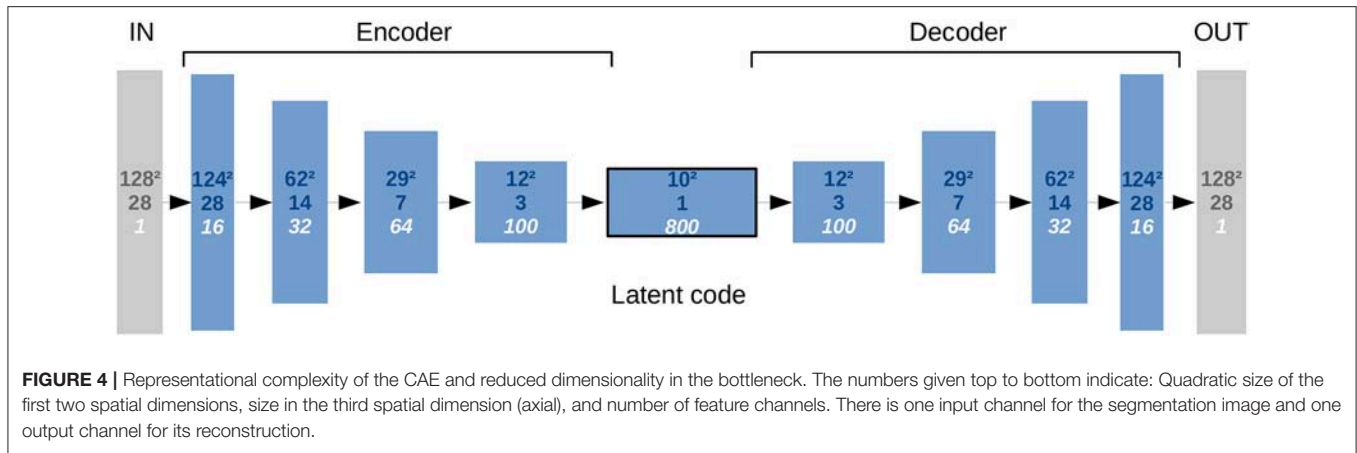 IN Encoder Decoder OUT
128² 124² 62² 29² 12² 10² 12² 29² 62² 124² 128²
28 28 14 7 3 1 3 7 14 28 28
1 16 32 64 100 800 100 64 32 16 1
Latent code
FIGURE 4 | Representational complexity of the CAE and reduced dimensionality in the bottleneck. The numbers given top to bottom indicate: Quadratic size of the
first two spatial dimensions, size in the third spatial dimension (axial), and number of feature channels. There is one input channel for the segmentation image and one
output channel for its reconstruction.